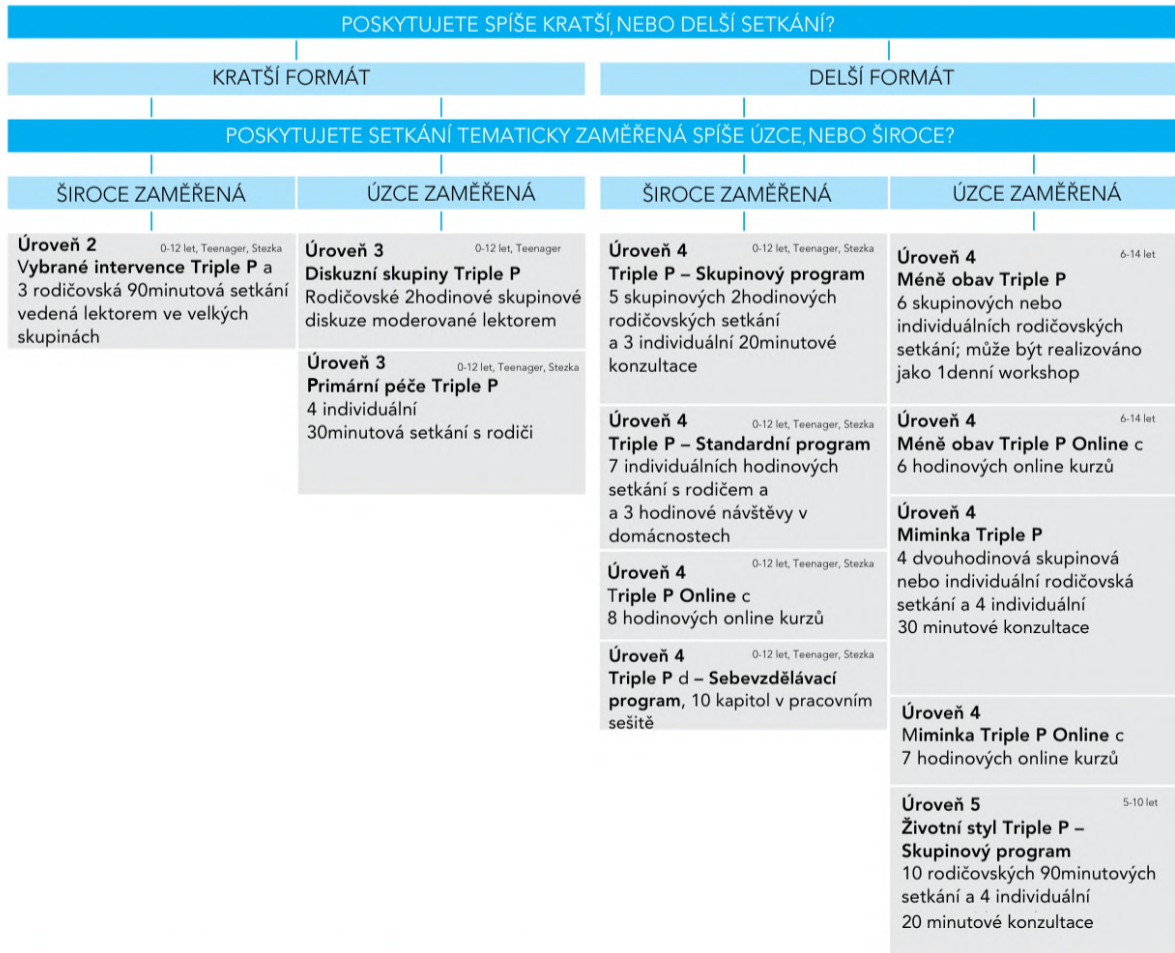 POSKYTUJETE SPÍŠE KRATŠÍ, NEBO DELŠÍ SETKÁNÍ?
KRATŠÍ FORMÁT
DELŠÍ FORMÁT
POSKYTUJETE SETKÁNÍ TEMATICKY ZAMĚŘENÁ SPÍŠE ÚZCE, NEBO ŠIROCE?
ŠIROCE ZAMĚŘENÁ
ÚZCE ZAMĚŘENÁ
ŠIROCE ZAMĚŘENÁ
ÚZCE ZAMĚŘENÁ
Úroveň 2 0-12 let, Teenager, Stezka
Vybrané intervence Triple P a
3 rodičovská 90minutová setkání
vedená lektorem ve velkých
skupinách
Úroveň 3 0-12 let, Teenager
Diskuzní skupiny Triple P
Rodičovské 2hodinové skupinové
diskuze moderované lektorem
Úroveň 3 0-12 let, Teenager, Stezka
Primární péče Triple P
4 individuální
30minutová setkání s rodiči
Úroveň 4 0-12 let, Teenager, Stezka
Triple P – Skupinový program
5 skupinových 2hodinových
rodičovských setkání
a 3 individuální 20minutové
konzultace
Úroveň 4 0-12 let, Teenager, Stezka
Triple P – Standardní program
7 individuálních hodinových
setkání s rodičem a
a 3 hodinové návštěvy v
domácnostech
Úroveň 4 0-12 let, Teenager, Stezka
Triple P Online c
8 hodinových online kurzů
Úroveň 4 0-12 let, Teenager, Stezka
Triple P d – Sebevzdělávací
program, 10 kapitol v pracovním
sešitě
Úroveň 4 6-14 let
Méně obav Triple P
6 skupinových nebo
individuálních rodičovských
setkání; může být realizováno
jako 1denní workshop
Úroveň 4 6-14 let
Méně obav Triple P Online c
6 hodinových online kurzů
Úroveň 4
Miminka Triple P
4 dvouhodinová skupinová
nebo individuální rodičovská
setkání a 4 individuální
30 minutové konzultace
Úroveň 4
Miminka Triple P Online c
7 hodinových online kurzů
Úroveň 5 5-10 let
Životní styl Triple P –
Skupinový program
10 rodičovských 90minutových
setkání a 4 individuální
20 minutové konzultace